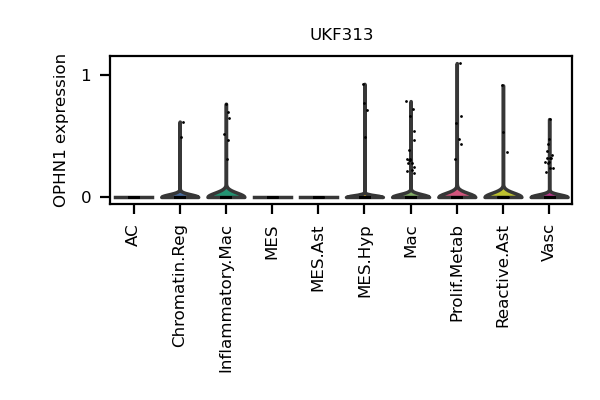 UKF313
OPHN1 expression
1
0
AC
Chromatin.Reg
Inflammatory.Mac
MES
MES.Ast
MES.Hyp
Mac
Prolif.Metab
Reactive.Ast
Vasc